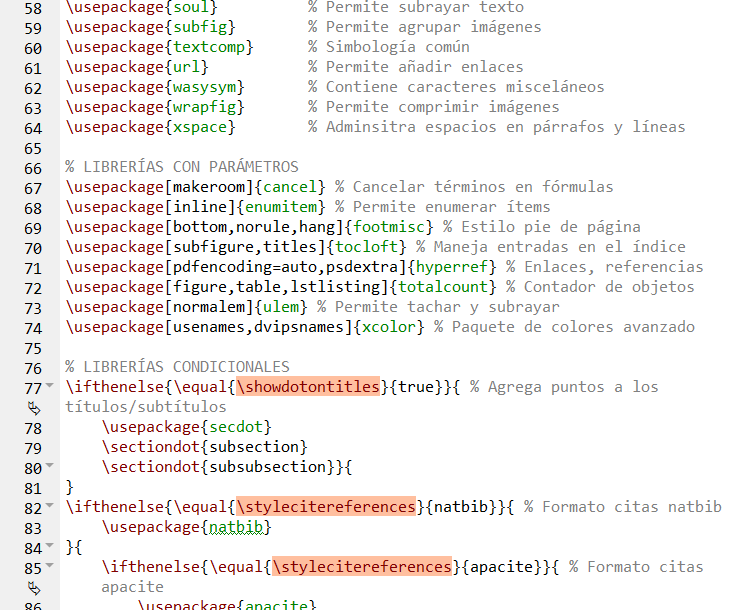 58 \usepackage{soul} % Permite subrayar texto
59 \usepackage{subfig} % Permite agrupar imágenes
60 \usepackage{textcomp} % Simbología común
61 \usepackage{url} % Permite añadir enlaces
62 \usepackage{wasysym} % Contiene caracteres misceláneos
63 \usepackage{wrapfig} % Permite comprimir imágenes
64 \usepackage{xspace} % Adminsitra espacios en párrafos y líneas
65
66 % LIBRERÍAS CON PARÁMETROS
67 \usepackage[makeroom]{cancel} % Cancelar términos en fórmulas
68 \usepackage[inline]{enumitem} % Permite enumerar ítems
69 \usepackage[bottom,norule,hang]{footmisc} % Estilo pie de página
70 \usepackage[subfigure,titles]{tocloft} % Maneja entradas en el índice
71 \usepackage[pdfencoding=auto,psdextra]{hyperref} % Enlaces, referencias
72 \usepackage[figure,table,lstlisting]{totalcount} % Contador de objetos
73 \usepackage[normalem]{ulem} % Permite tachar y subrayar
74 \usepackage[usenames,dvipsnames]{xcolor} % Paquete de colores avanzado
75
76 % LIBRERÍAS CONDICIONALES
77 \ifthenelse{\equal{\showdotontitles}{true}}{ % Agrega puntos a los
títulos/subtítulos
78 \usepackage{secdot}
79 \sectiondot{subsection}
80 \sectiondot{subsubsection}}{
81 }
82 \ifthenelse{\equal{\stylecitereferences}{natbib}}{ % Formato citas natbib
83 \usepackage{natbib}
84 }{
85 \ifthenelse{\equal{\stylecitereferences}{apacite}}{ % Formato citas
apacite
86 \usepackage{apacite}